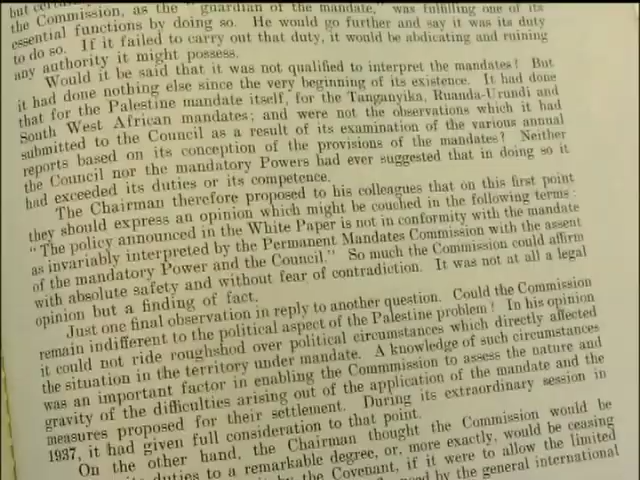 the Commission, as the "guardian of the mandate," was fulfilling one of its
essential functions by doing so. He would go further and say it was its duty
to do so. If it failed to carry out that duty, it would be abdicating and ruining
any authority it might possess.
Would it be said that it was not qualified to interpret the mandates? But
it had done nothing else since the very beginning of its existence. It had done
that for the Palestine mandate itself, for the Tanganyika, Ruanda-Urundi and
South West African mandates; and were not the observations which it had
submitted to the Council as a result of its examination of the various annual
reports based on its conception of the provisions of the mandates? Neither
the Council nor the mandatory Powers had ever suggested that in doing so it
had exceeded its duties or its competence.
The Chairman therefore proposed to his colleagues that on this first point
they should express an opinion which might be couched in the following terms:
"The policy announced in the White Paper is not in conformity with the mandate
as invariably interpreted by the Permanent Mandates Commission with the assent
of the mandatory Power and the Council." So much the Commission could affirm
with absolute safety and without fear of contradiction. It was not at all a legal
opinion but a finding of fact.
Just one final observation in reply to another question. Could the Commission
remain indifferent to the political aspect of the Palestine problem? In his opinion
it could not ride roughshod over political circumstances which directly affected
the situation in the territory under mandate. A knowledge of such circumstances
was an important factor in enabling the Commmission to assess the nature and
gravity of the difficulties arising out of the application of the mandate and the
measures proposed for their settlement. During its extraordinary session in
1937, it had given full consideration to that point.
On the other hand, the Chairman thought the Commission would be
its duties to a remarkable degree, or, more exactly, would be ceasing
by the Covenant, if it were to allow the limited
by the general international